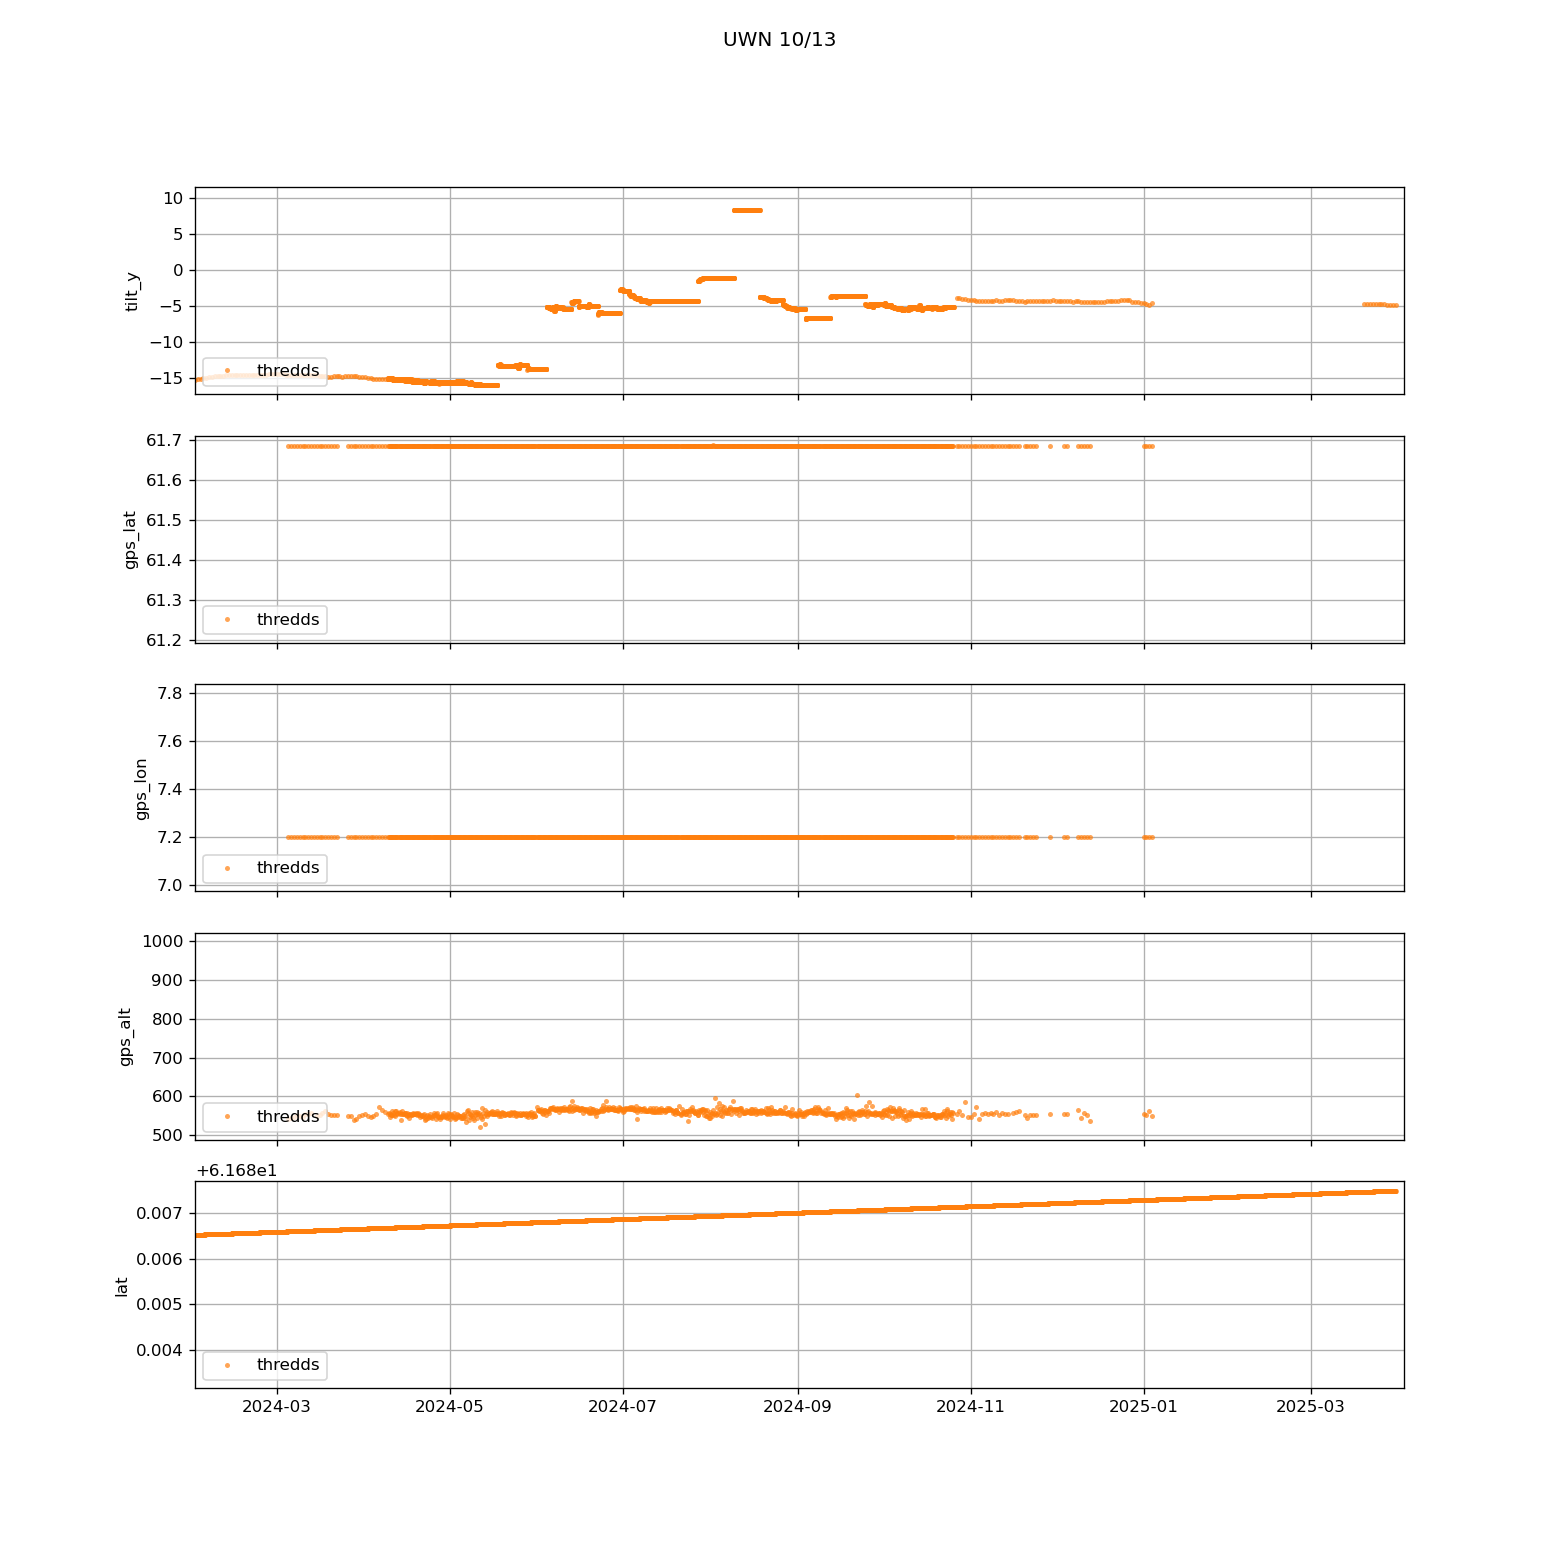 UWN 10/13
10
5
0
−5
−10
−15
tilt_y
thredds
61.7
61.6
61.5
61.4
61.3
61.2
gps_lat
thredds
7.8
7.6
7.4
7.2
7.0
gps_lon
thredds
1000
900
800
700
600
500
gps_alt
thredds
+6.168e1
0.007
0.006
0.005
0.004
lat
thredds
2024-03 2024-05 2024-07 2024-09 2024-11 2025-01 2025-03